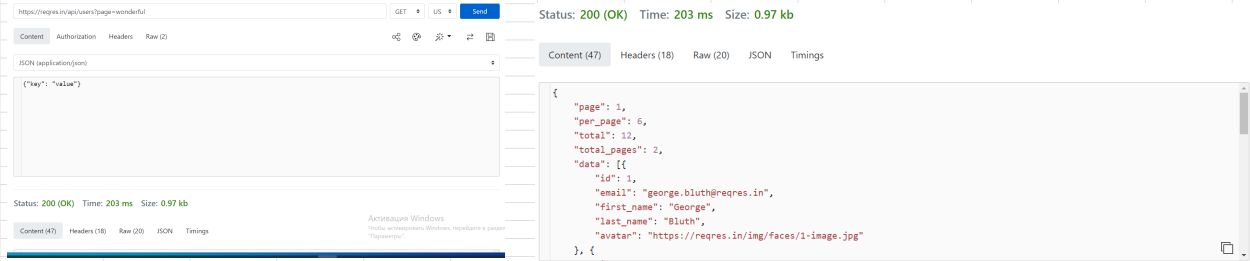 https://reqres.in/api/users?page=wonderful
GET
US
Send
Content
Authorization
Headers
Raw (2)
JSON (application/json)
{"key": "value"}
Status: 200 (OK) Time: 203 ms Size: 0.97 kb
Активация Windows
Чтобы активировать Windows, перейдите в раздел
"Параметры".
Content (47)
Headers (18)
Raw (20)
JSON
Timings
Status: 200 (OK) Time: 203 ms Size: 0.97 kb
Content (47)
Headers (18)
Raw (20)
JSON
Timings
{
"page": 1,
"per_page": 6,
"total": 12,
"total_pages": 2,
"data": [{
"id": 1,
"email": "george.bluth@reqres.in",
"first_name": "George",
"last_name": "Bluth",
"avatar": "https://reqres.in/img/faces/1-image.jpg"
}, {